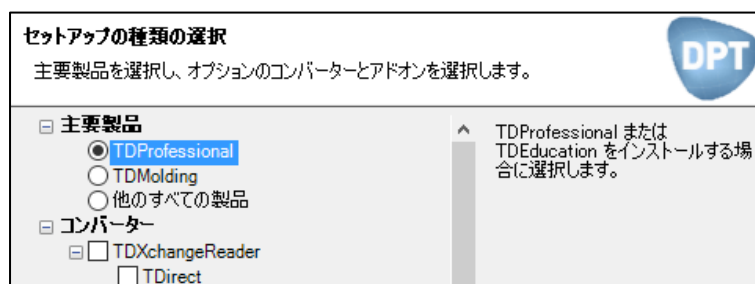 セットアップの種類の選択
主要製品を選択し、オプションのコンバーターとアドオンを選択します。
DPT
主要製品
TDProfessional
TDMolding
他のすべての製品
コンバーター
TDXchangeReader
TDirect
TDProfessional または
TDEducation をインストールする場
合に選択します。